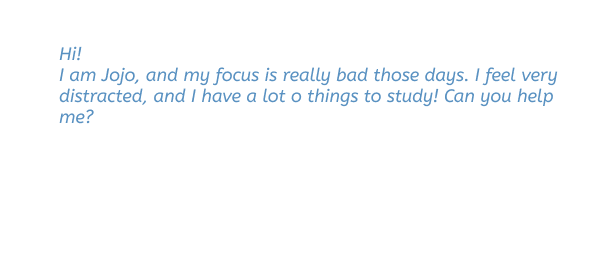 Hi!
I am Jojo, and my focus is really bad those days. I feel very
distracted, and I have a lot o things to study! Can you help
me?